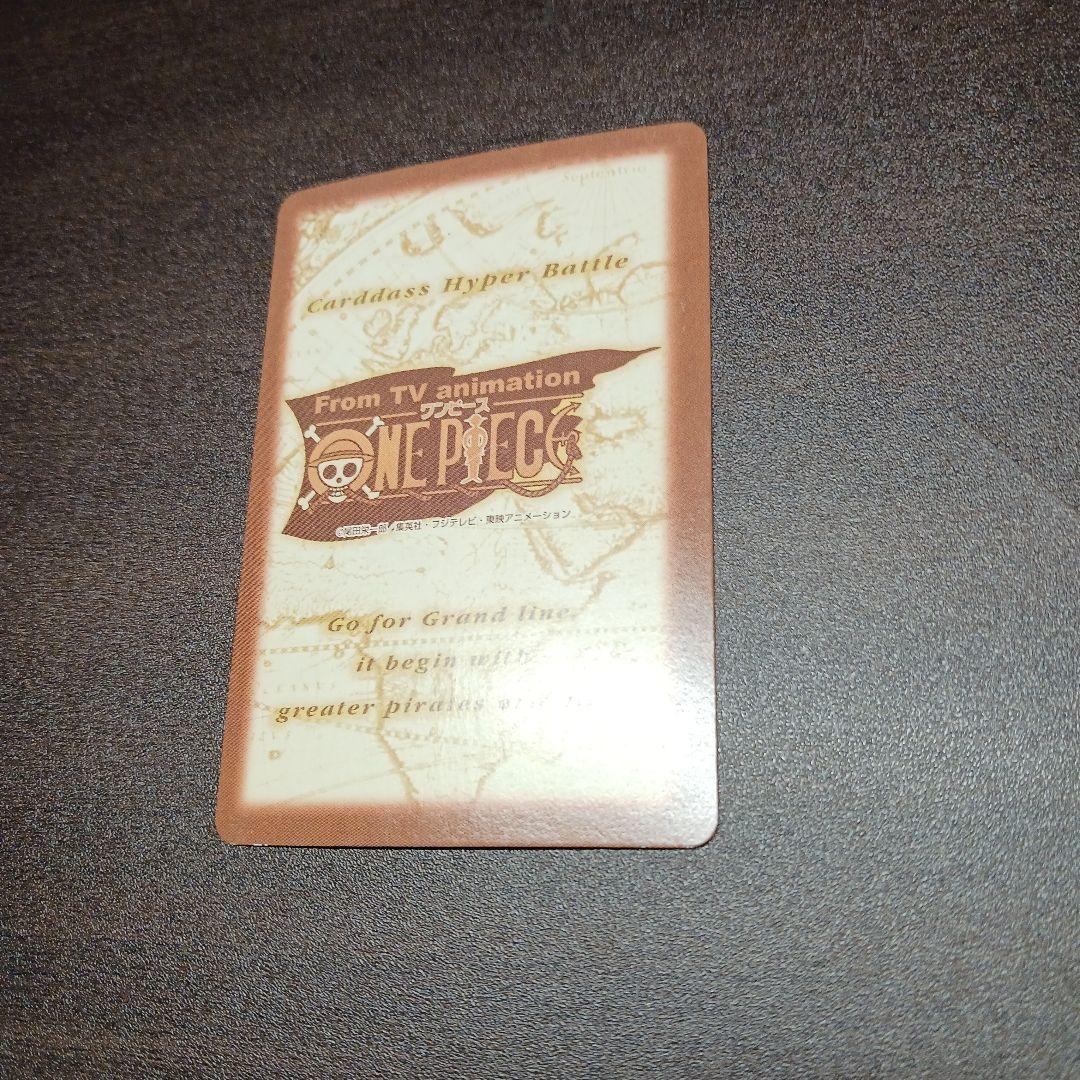 Septentrio
Carddass Hyper Battle
From TV animation
ワンピース
ONE PIECE
©尾田栄一郎／集英社・フジテレビ・東映アニメーション
Go for Grand line.
it begin with
greater pirates